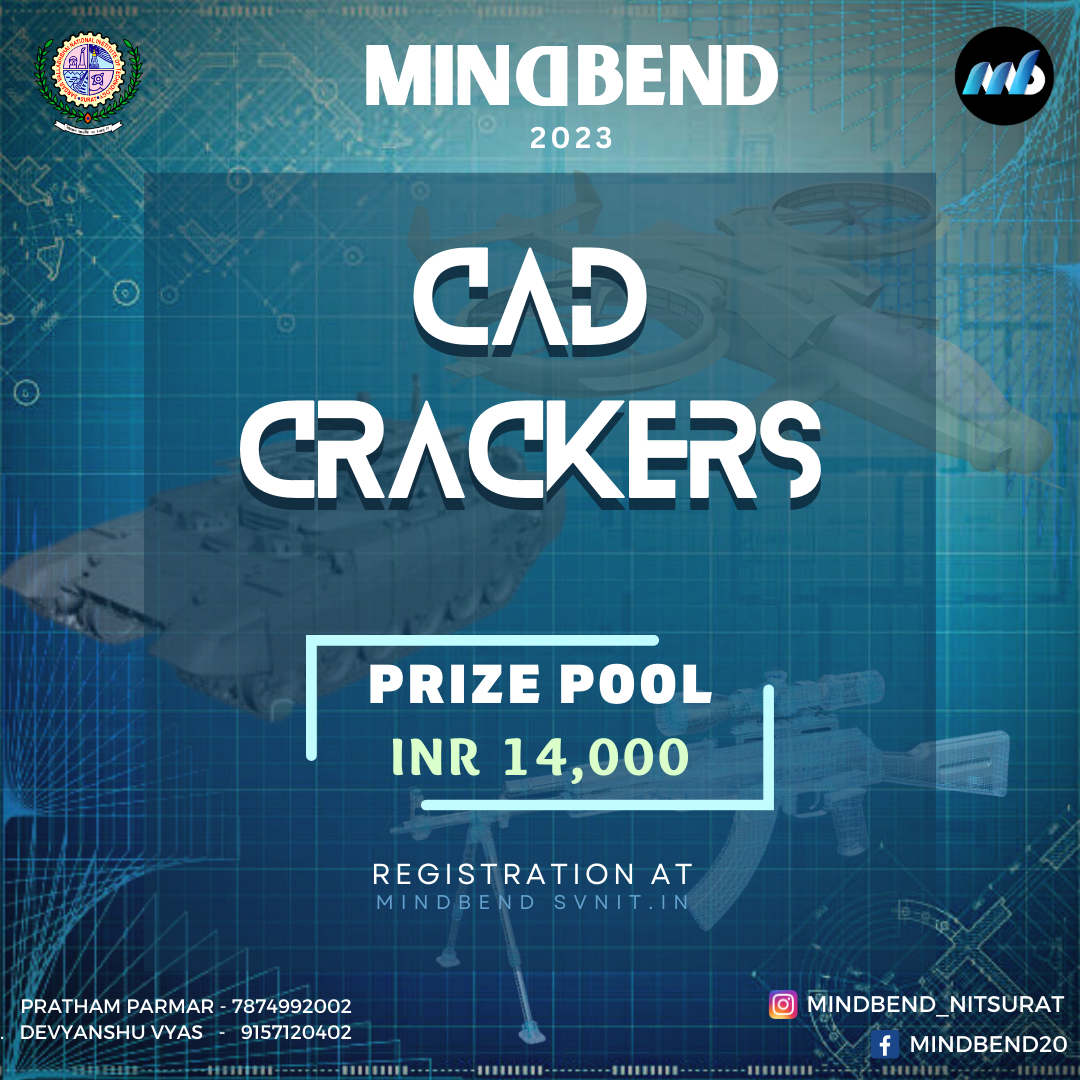 MINDBEND
2023
CAD
CRACKERS
PRIZE POOL
INR 14,000
REGISTRATION AT
MINDBEND SVNIT.IN
PRATHAM PARMAR - 7874992002
. DEVYANSHU VYAS - 9157120402
MINDBEND_NITSURAT
MINDBEND20
mb